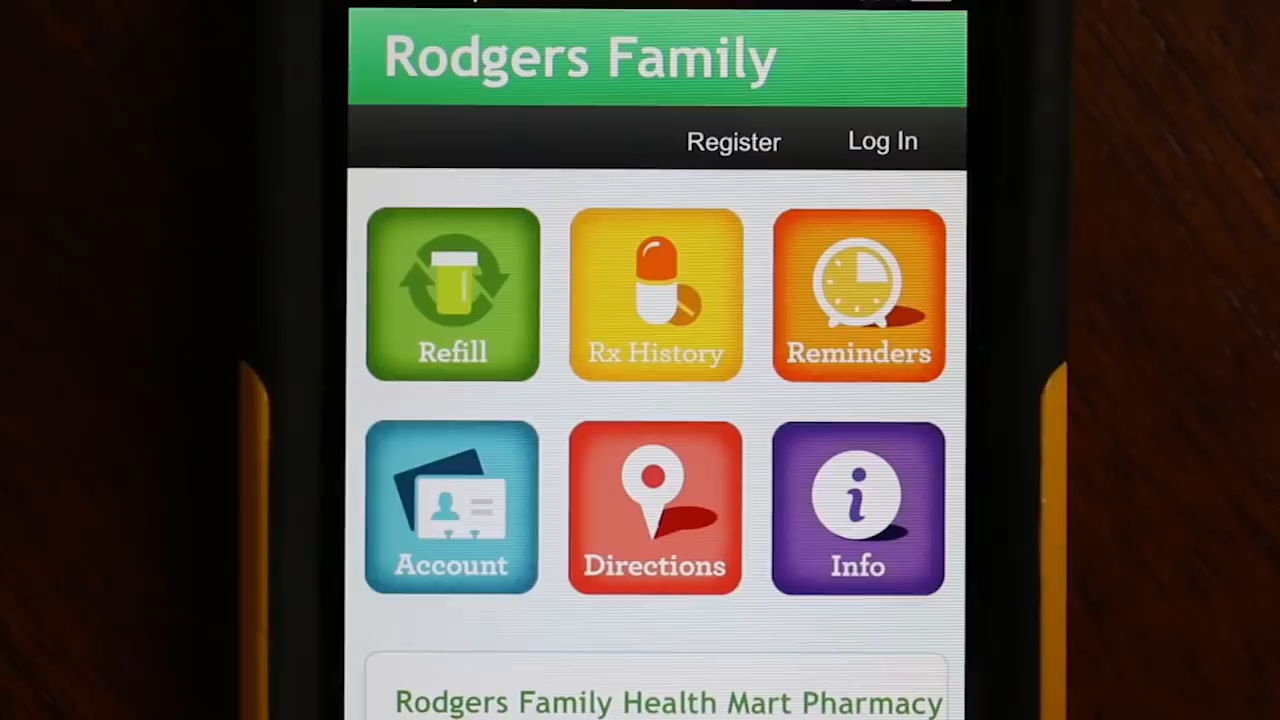 Rodgers Family
Register Log In
Refill Rx History Reminders
Account Directions Info
Rodgers Family Health Mart Pharmacy